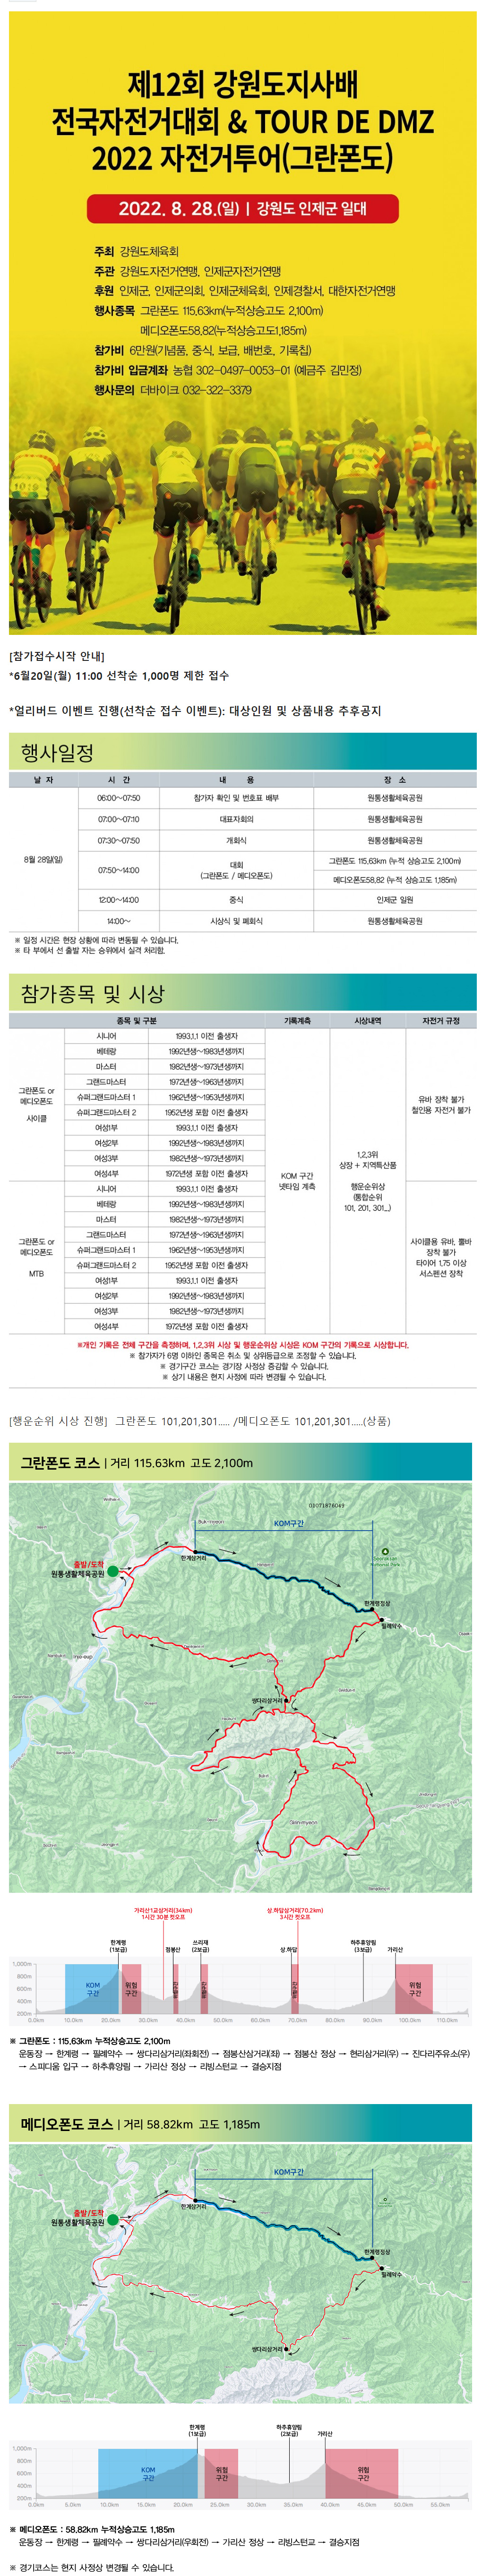 제12회 강원도지사배
전국자전거대회 & TOUR DE DMZ
2022 자전거투어(그란폰도)
2022. 8. 28.(일) | 강원도 인제군 일대
주최 강원도체육회
주관 강원도자전거연맹, 인제군자전거연맹
후원 인제군, 인제군의회, 인제군체육회, 인제경찰서, 대한자전거연맹
행사종목 그란폰도 115,63km(누적상승고도 2,100m)
메디오폰도58,82(누적상승고도1,185m)
참가비 6만원(기념품, 중식, 보급, 배번호, 기록칩)
참가비 입금계좌 농협 302-0497-0053-01 (예금주 김민정)
행사문의 더바이크 032-322-3379
[참가접수시작 안내]
*6월20일(월) 11:00 선착순 1,000명 제한 접수
*얼리버드 이벤트 진행(선착순 접수 이벤트): 대상인원 및 상품내용 추후공지
행사일정
날 자 시 간 내 용 장 소
8월 28일(일)
06:00~07:50 참가자 확인 및 번호표 배부 원통생활체육공원
07:00~07:10 대표자회의 원통생활체육공원
07:30~07:50 개회식 원통생활체육공원
07:50~14:00 대회 (그란폰도 / 메디오폰도) 그란폰도 115,63km (누적 상승고도 2,100m)
메디오폰도58,82 (누적 상승고도 1,185m)
12:00~14:00 중식 인제군 일원
14:00~ 시상식 및 폐회식 원통생활체육공원
※ 일정 시간은 현장 상황에 따라 변동될 수 있습니다.
※ 타 부에서 선 출발 자는 순위에서 실격 처리함.
참가종목 및 시상
종목 및 구분 기록계측 시상내역 자전거 규정
그란폰도 or
메디오폰도
사이클
시니어 1993.1.1 이전 출생자
베테랑 1992년생~1983년생까지
마스터 1982년생~1973년생까지
그랜드마스터 1972년생~1963년생까지
슈퍼그랜드마스터 1 1962년생~1953년생까지
슈퍼그랜드마스터 2 1952년생 포함 이전 출생자
여성1부 1993.1.1 이전 출생자
여성2부 1992년생~1983년생까지
여성3부 1982년생~1973년생까지
여성4부 1972년생 포함 이전 출생자
그란폰도 or
메디오폰도
MTB
시니어 1993.1.1 이전 출생자
베테랑 1992년생~1983년생까지
마스터 1982년생~1973년생까지
그랜드마스터 1972년생~1963년생까지
슈퍼그랜드마스터 1 1962년생~1953년생까지
슈퍼그랜드마스터 2 1952년생 포함 이전 출생자
여성1부 1993.1.1 이전 출생자
여성2부 1992년생~1983년생까지
여성3부 1982년생~1973년생까지
여성4부 1972년생 포함 이전 출생자
KOM 구간
넷타임 계측
1,2,3위
상장 + 지역특산품
행운순위상
(통합순위
101, 201, 301,,,)
유바 장착 불가
철인용 자전거 불가
사이클용 유바, 뿔바
장착 불가
타이어 1.75 이상
서스펜션 장착
※개인 기록은 전체 구간을 측정하며, 1,2,3위 시상 및 행운순위상 시상은 KOM 구간의 기록으로 시상합니다.
※ 참가자가 6명 이하인 종목은 취소 및 상위등급으로 조정할 수 있습니다.
※ 경기구간 코스는 경기장 사정상 증감할 수 있습니다.
※ 상기 내용은 현지 사정에 따라 변경될 수 있습니다.
[행운순위 시상 진행] 그란폰도 101,201,301..... /메디오폰도 101,201,301.....(상품)
그란폰도 코스 | 거리 115.63km 고도 2,100m
01071978049
Buk-myeon
KOM구간
한계삼거리
출발/도착
원통생활체육공원
Seoraksan
National Park
한계령정상
필례약수
쌍다리삼거리
Girin-myeon
가리산1교삼거리(34km)
1시간 30분 컷오프
상.하답삼거리(70.2km)
3시간 컷오프
한계령
(1보급)
점봉산
쓰리재
(2보급)
상.하답
하추휴양림
(3보급)
가리산
1,000m
800m
600m
400m
200m
KOM
구간
위험
구간
위험
구간
0.0km 10.0km 20.0km 30.0km 40.0km 50.0km 60.0km 70.0km 80.0km 90.0km 100.0km 110.0km
※ 그란폰도 : 115,63km 누적상승고도 2,100m
운동장 → 한계령 → 필례약수 → 쌍다리삼거리(좌회전) → 점봉산삼거리(좌) → 점봉산 정상 → 현리삼거리(우) → 진다리주유소(우)
→ 스피디움 입구 → 하추휴양림 → 가리산 정상 → 리빙스턴교 → 결승지점
메디오폰도 코스 | 거리 58.82km 고도 1,185m
KOM구간
한계삼거리
출발/도착
원통생활체육공원
한계령정상
필례약수
쌍다리삼거리
한계령
(1보급)
하추휴양림
(2보급)
가리산
1,000m
800m
600m
400m
200m
KOM
구간
위험
구간
위험
구간
0.0km 5.0km 10.0km 15.0km 20.0km 25.0km 30.0km 35.0km 40.0km 45.0km 50.0km 55.0km
※ 메디오폰도 : 58.82km 누적상승고도 1,185m
운동장 → 한계령 → 필례약수 → 쌍다리삼거리(우회전) → 가리산 정상 → 리빙스턴교 → 결승지점
※ 경기코스는 현지 사정상 변경될 수 있습니다.